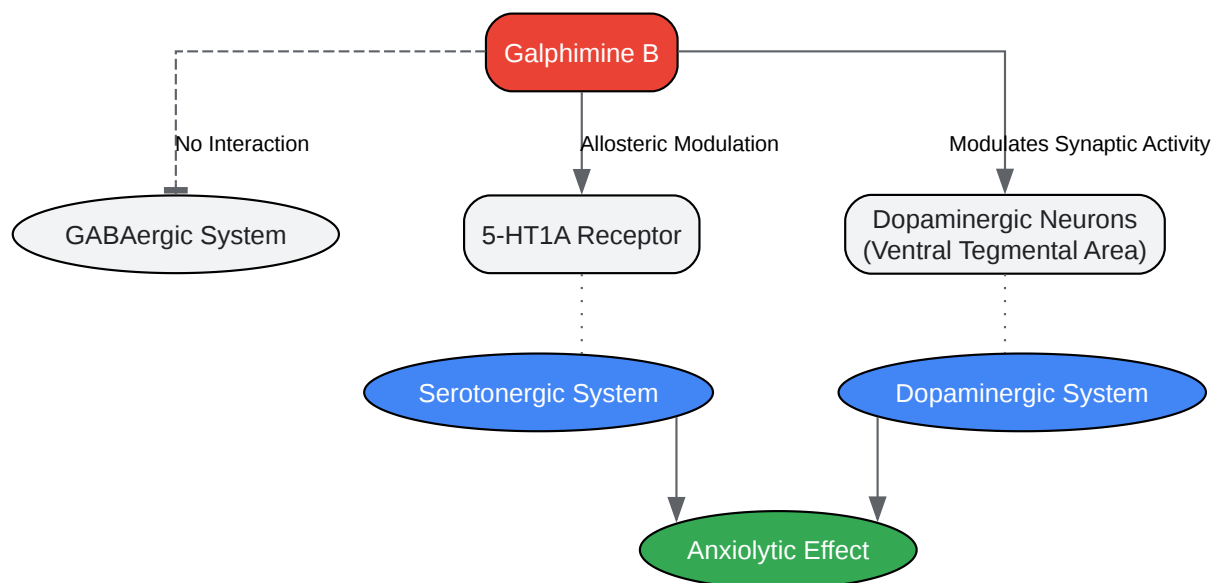 Galphimine B
No Interaction
Allosteric Modulation
Modulates Synaptic Activity
GABAergic System
5-HT1A Receptor
Dopaminergic Neurons
(Ventral Tegmental Area)
Serotonergic System
Dopaminergic System
Anxiolytic Effect